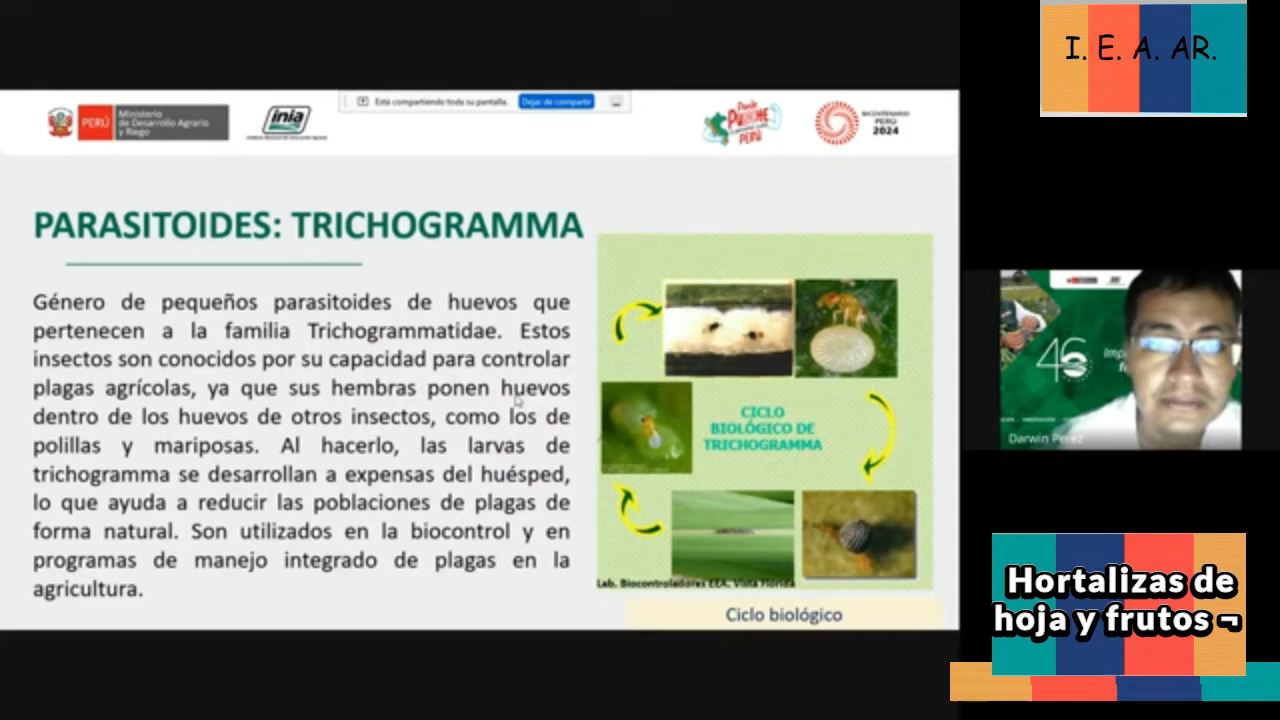 I. E. A. AR.
Está compartiendo toda su pantalla. Dejar de compartir
PERÚ
Ministerio
de Desarrollo Agrario
y Riego
inia
PERÚ
BICENTENARIO
PERÚ
2024
PARASITOIDES: TRICHOGRAMMA
Género de pequeños parasitoides de huevos que
pertenecen a la familia Trichogrammatidae. Estos
insectos son conocidos por su capacidad para controlar
plagas agrícolas, ya que sus hembras ponen huevos
dentro de los huevos de otros insectos, como los de
polillas y mariposas. Al hacerlo, las larvas de
trichogramma se desarrollan a expensas del huésped,
lo que ayuda a reducir las poblaciones de plagas de
forma natural. Son utilizados en la biocontrol y en
programas de manejo integrado de plagas en la
agricultura.
CICLO
BIOLÓGICO DE
TRICHOGRAMMA
Lab. Biocontroladores EEA. Vista Florida
Ciclo biológico
46
Darwin Perez
Hortalizas de
hoja y frutos ¬